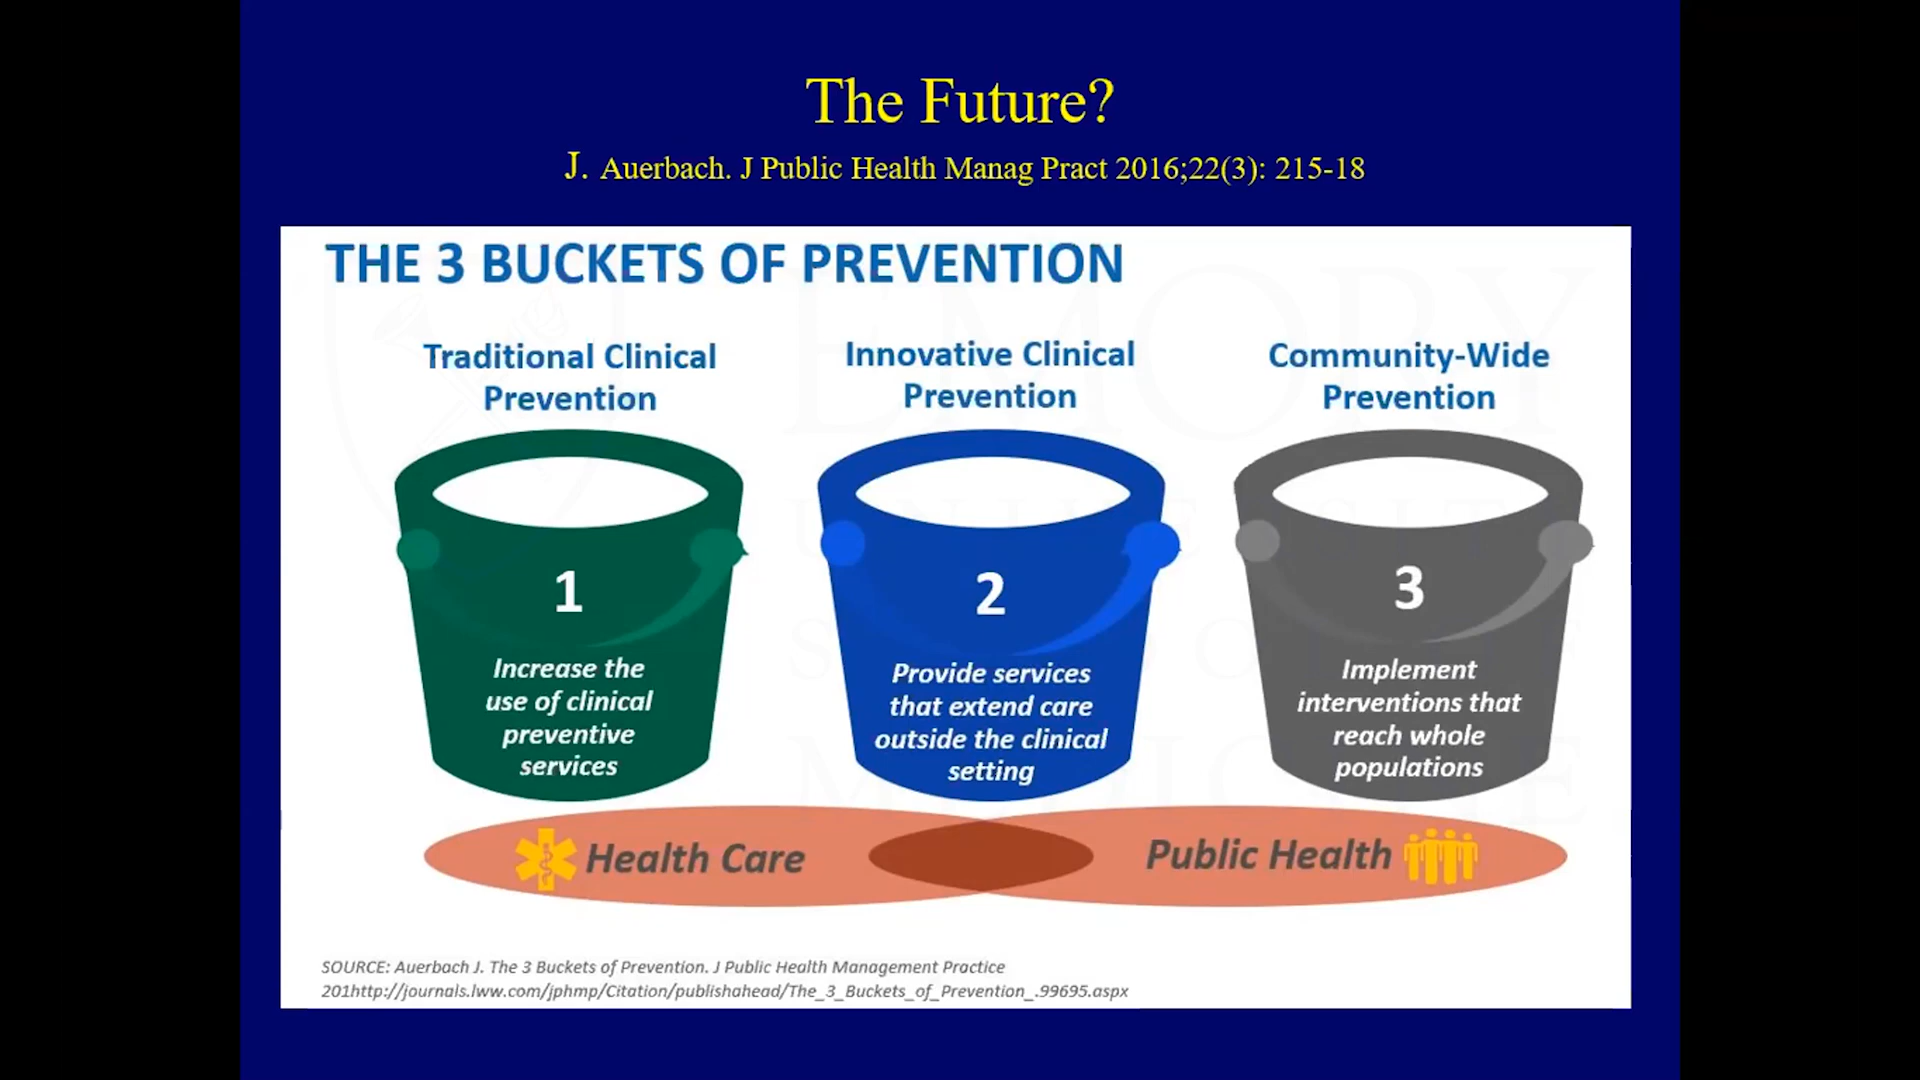 The Future?
J. Auerbach. J Public Health Manag Pract 2016;22(3): 215-18
THE 3 BUCKETS OF PREVENTION
Traditional Clinical
Prevention
1
Increase the
use of clinical
preventive
services
Innovative Clinical
Prevention
2
Provide services
that extend care
outside the clinical
setting
Community-Wide
Prevention
3
Implement
interventions that
reach whole
populations
Health Care
Public Health
SOURCE: Auerbach J. The 3 Buckets of Prevention. J Public Health Management Practice
201http://journals.lww.com/jphmp/Citation/publishahead/The_3_Buckets_of_Prevention_.99695.aspx
EMORY